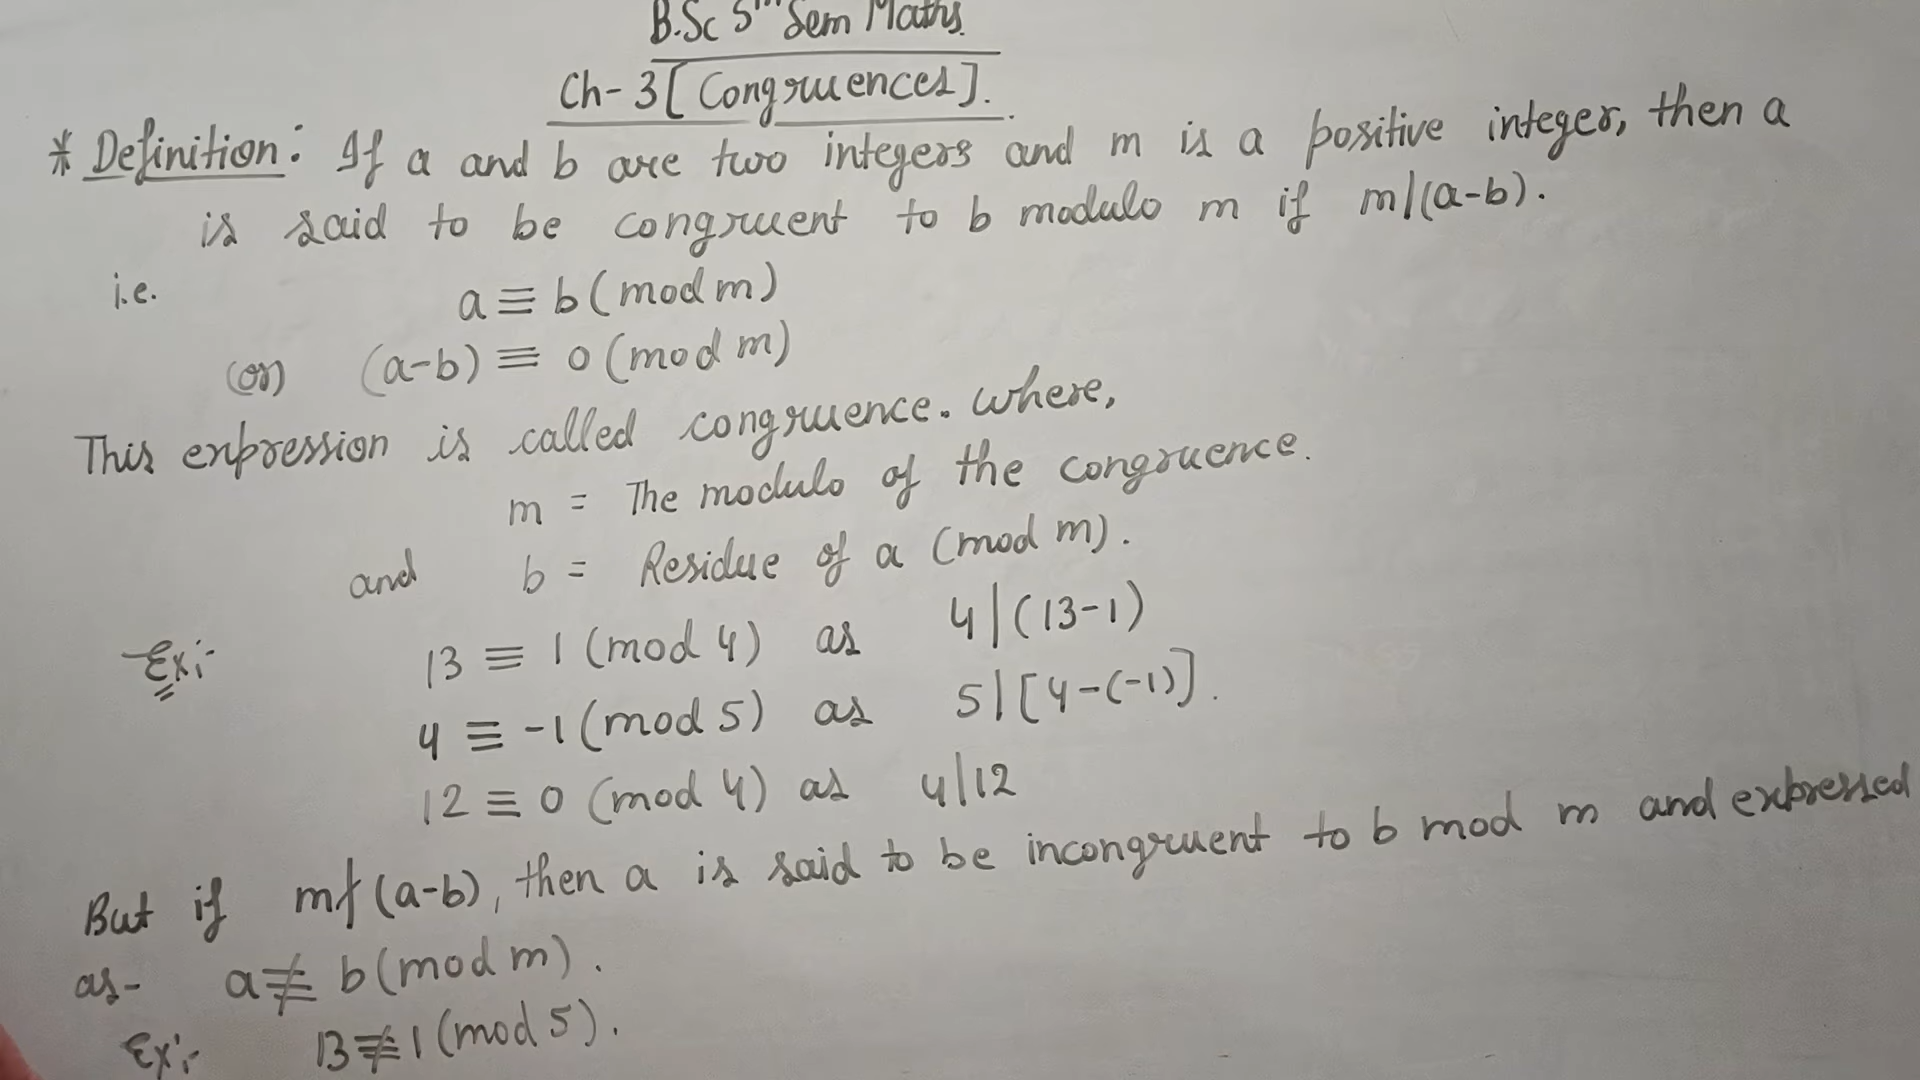 B.Sc 5th Sem Maths.
Ch-3 [Congruences].
* Definition: If a and b are two integers and m is a positive integer, then a
is said to be congruent to b modulo m if m|(a-b).
i.e. a ≡ b (mod m)
(or) (a-b) ≡ 0 (mod m)
This expression is called congruence. where,
m = The modulo of the congruence.
and b = Residue of a (mod m).
Ex:- 13 ≡ 1 (mod 4) as 4|(13-1)
4 ≡ -1 (mod 5) as 5|[4-(-1)].
12 ≡ 0 (mod 4) as 4|12
But if m∤(a-b), then a is said to be incongruent to b mod m and expressed
as- a ≢ b (mod m).
Ex:- 13 ≢ 1 (mod 5).